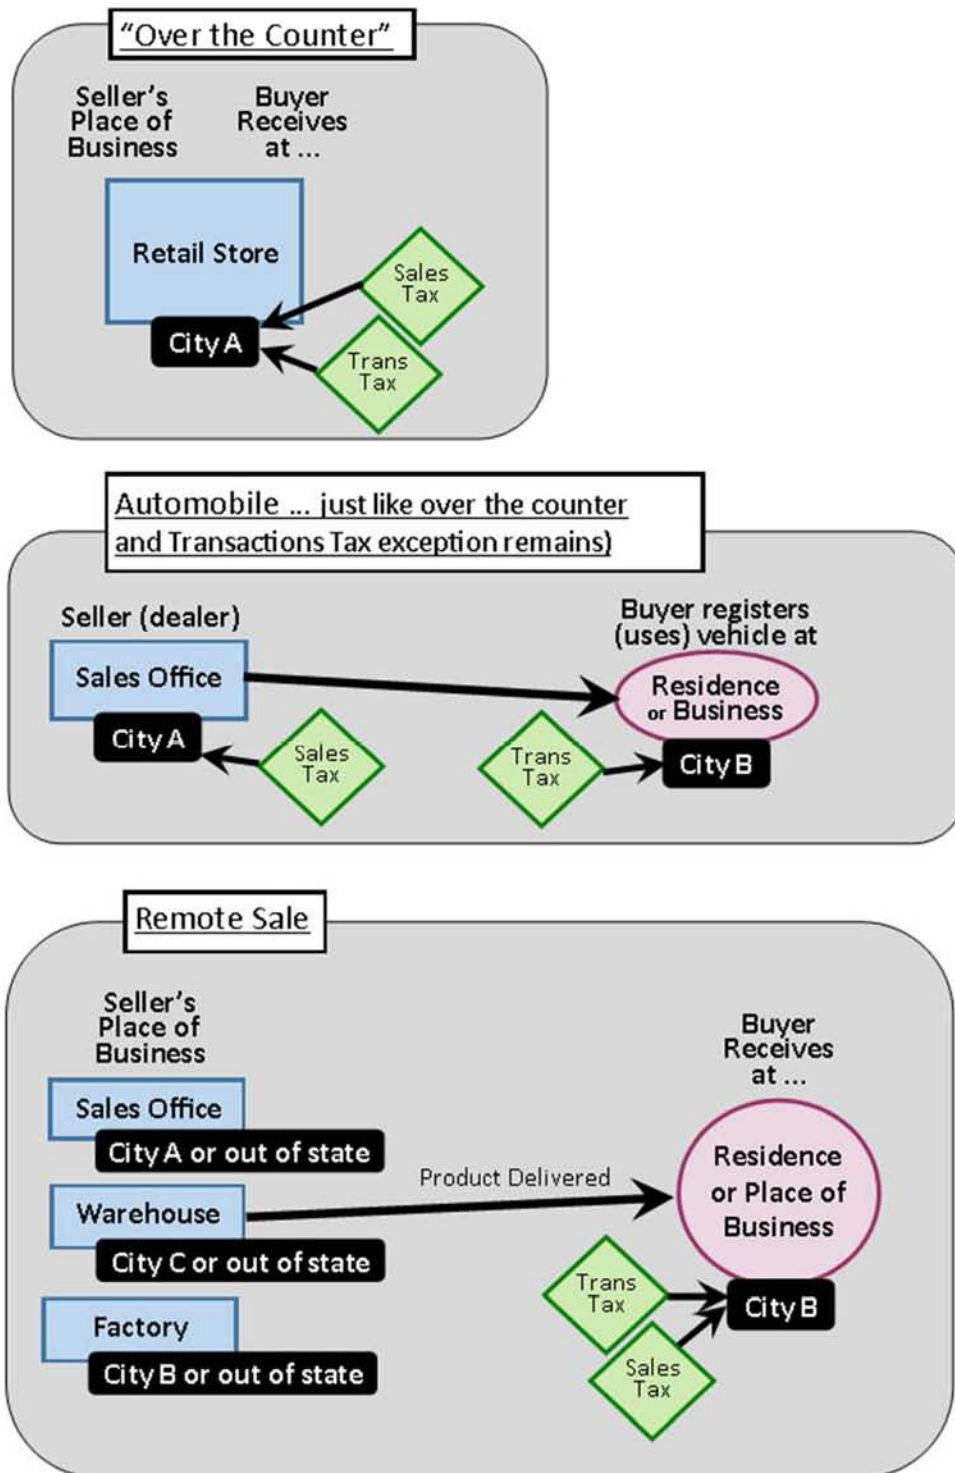 “Over the Counter”
Seller’s
Place of
Business
Buyer
Receives
at ...
Retail Store
City A
Sales
Tax
Trans
Tax
Automobile ... just like over the counter
and Transactions Tax exception remains)
Seller (dealer)
Sales Office
City A
Sales
Tax
Buyer registers
(uses) vehicle at
Residence
or Business
City B
Trans
Tax
Remote Sale
Seller’s
Place of
Business
Sales Office
City A or out of state
Warehouse
City C or out of state
Factory
City B or out of state
Product Delivered
Buyer
Receives
at ...
Residence
or Place of
Business
City B
Trans
Tax
Sales
Tax